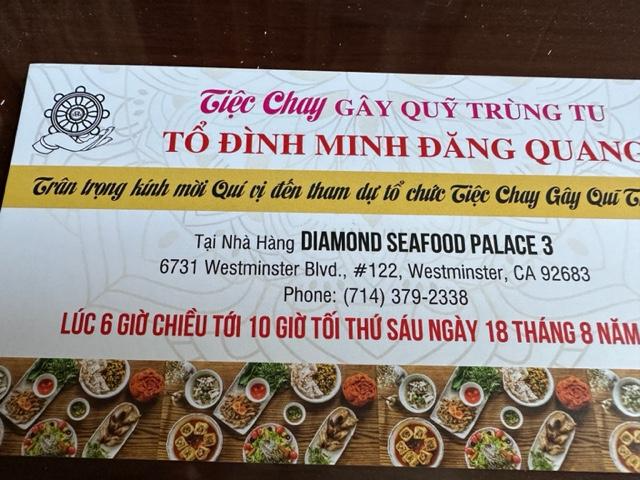 Tiệc Chay GÂY QUỸ TRÙNG TU
TỔ ĐÌNH MINH ĐĂNG QUANG
Trân trọng kính mời Quí vị đến tham dự tổ chức Tiệc Chay Gây Quĩ
Tại Nhà Hàng DIAMOND SEAFOOD PALACE 3
6731 Westminster Blvd., #122, Westminster, CA 92683
Phone: (714) 379-2338
LÚC 6 GIỜ CHIỀU TỚI 10 GIỜ TỐI THỨ SÁU NGÀY 18 THÁNG 8 NĂM